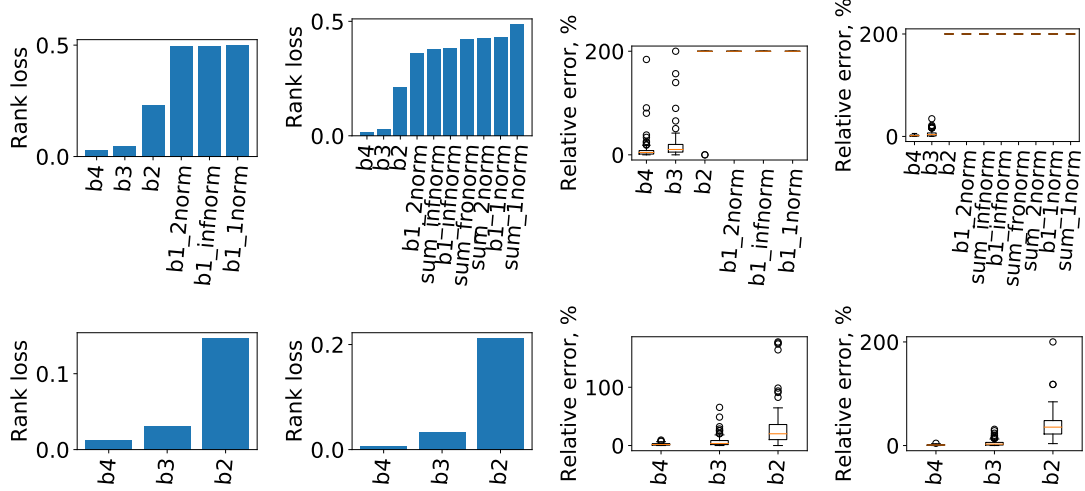 Rank loss
0.5
0.0
b4
b3
b2
b1_2norm
b1_infnorm
b1_1norm
Rank loss
0.5
0.0
b4
b3
b2
b1_2norm
sum_infnorm
b1_infnorm
sum_fronorm
sum_2norm
b1_1norm
sum_1norm
Relative error, %
200
0
b4
b3
b2
b1_2norm
b1_infnorm
b1_1norm
Relative error, %
200
0
b4
b3
b2
b1_2norm
sum_infnorm
b1_infnorm
sum_fronorm
sum_2norm
b1_1norm
sum_1norm
Rank loss
0.1
0.0
b4
b3
b2
Rank loss
0.2
0.0
b4
b3
b2
Relative error, %
100
0
b4
b3
b2
Relative error, %
200
0
b4
b3
b2